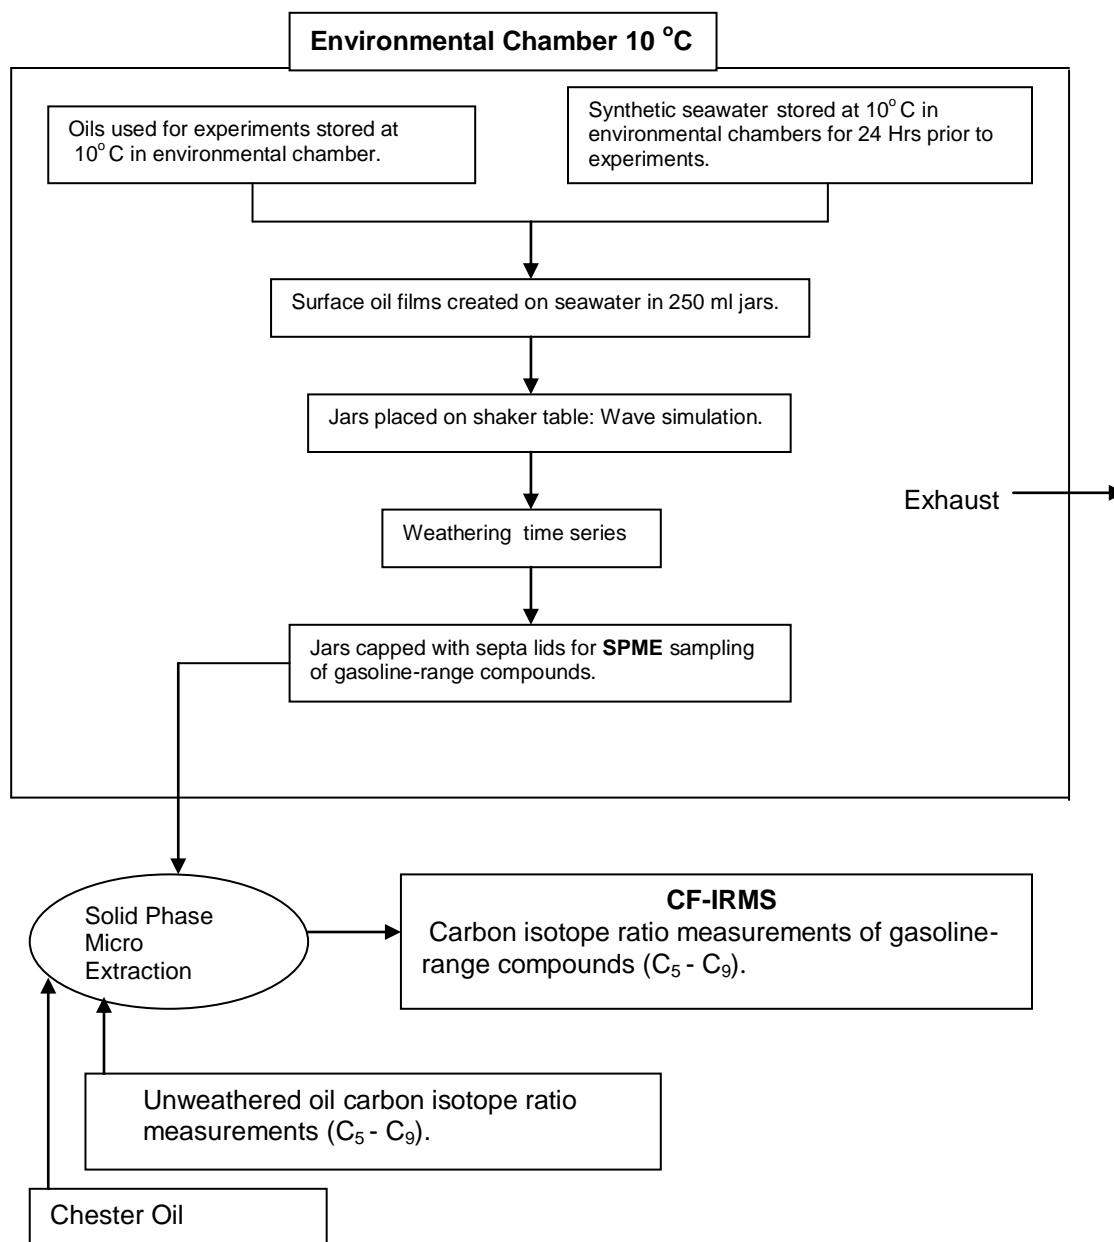 Environmental Chamber 10 °C
Oils used for experiments stored at
10° C in environmental chamber.
Synthetic seawater stored at 10° C in
environmental chambers for 24 Hrs prior to
experiments.
Surface oil films created on seawater in 250 ml jars.
Jars placed on shaker table: Wave simulation.
Exhaust
Weathering time series
Jars capped with septa lids for SPME sampling
of gasoline-range compounds.
Solid Phase
Micro
Extraction
CF-IRMS
Carbon isotope ratio measurements of gasoline-
range compounds (C₅ - C₉).
Unweathered oil carbon isotope ratio
measurements (C₅ - C₉).
Chester Oil